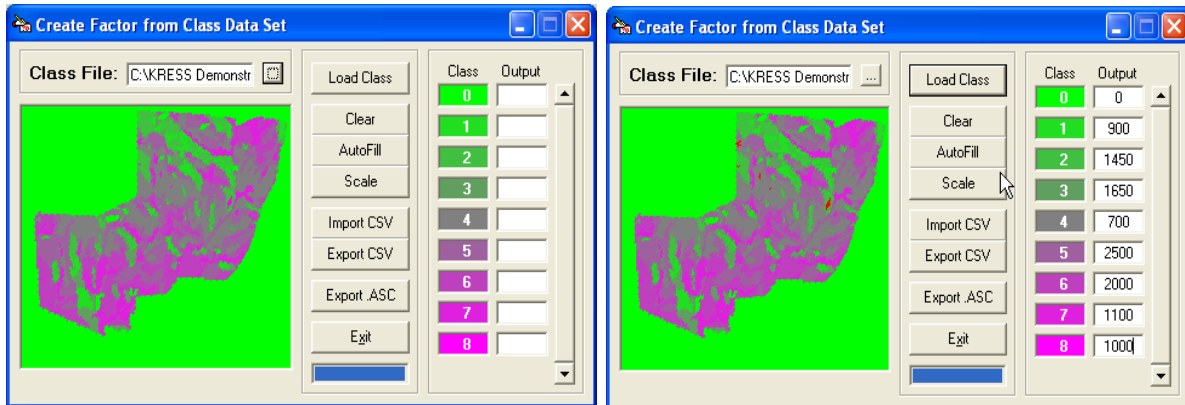 Create Factor from Class Data Set
Class File: C:\KRESS Demonstr
Load Class
Clear
AutoFill
Scale
Import CSV
Export CSV
Export .ASC
Exit
Class Output
0
1
2
3
4
5
6
7
8
Create Factor from Class Data Set
Class File: C:\KRESS Demonstr ...
Load Class
Clear
AutoFill
Scale
Import CSV
Export CSV
Export .ASC
Exit
Class Output
0 0
1 900
2 1450
3 1650
4 700
5 2500
6 2000
7 1100
8 1000